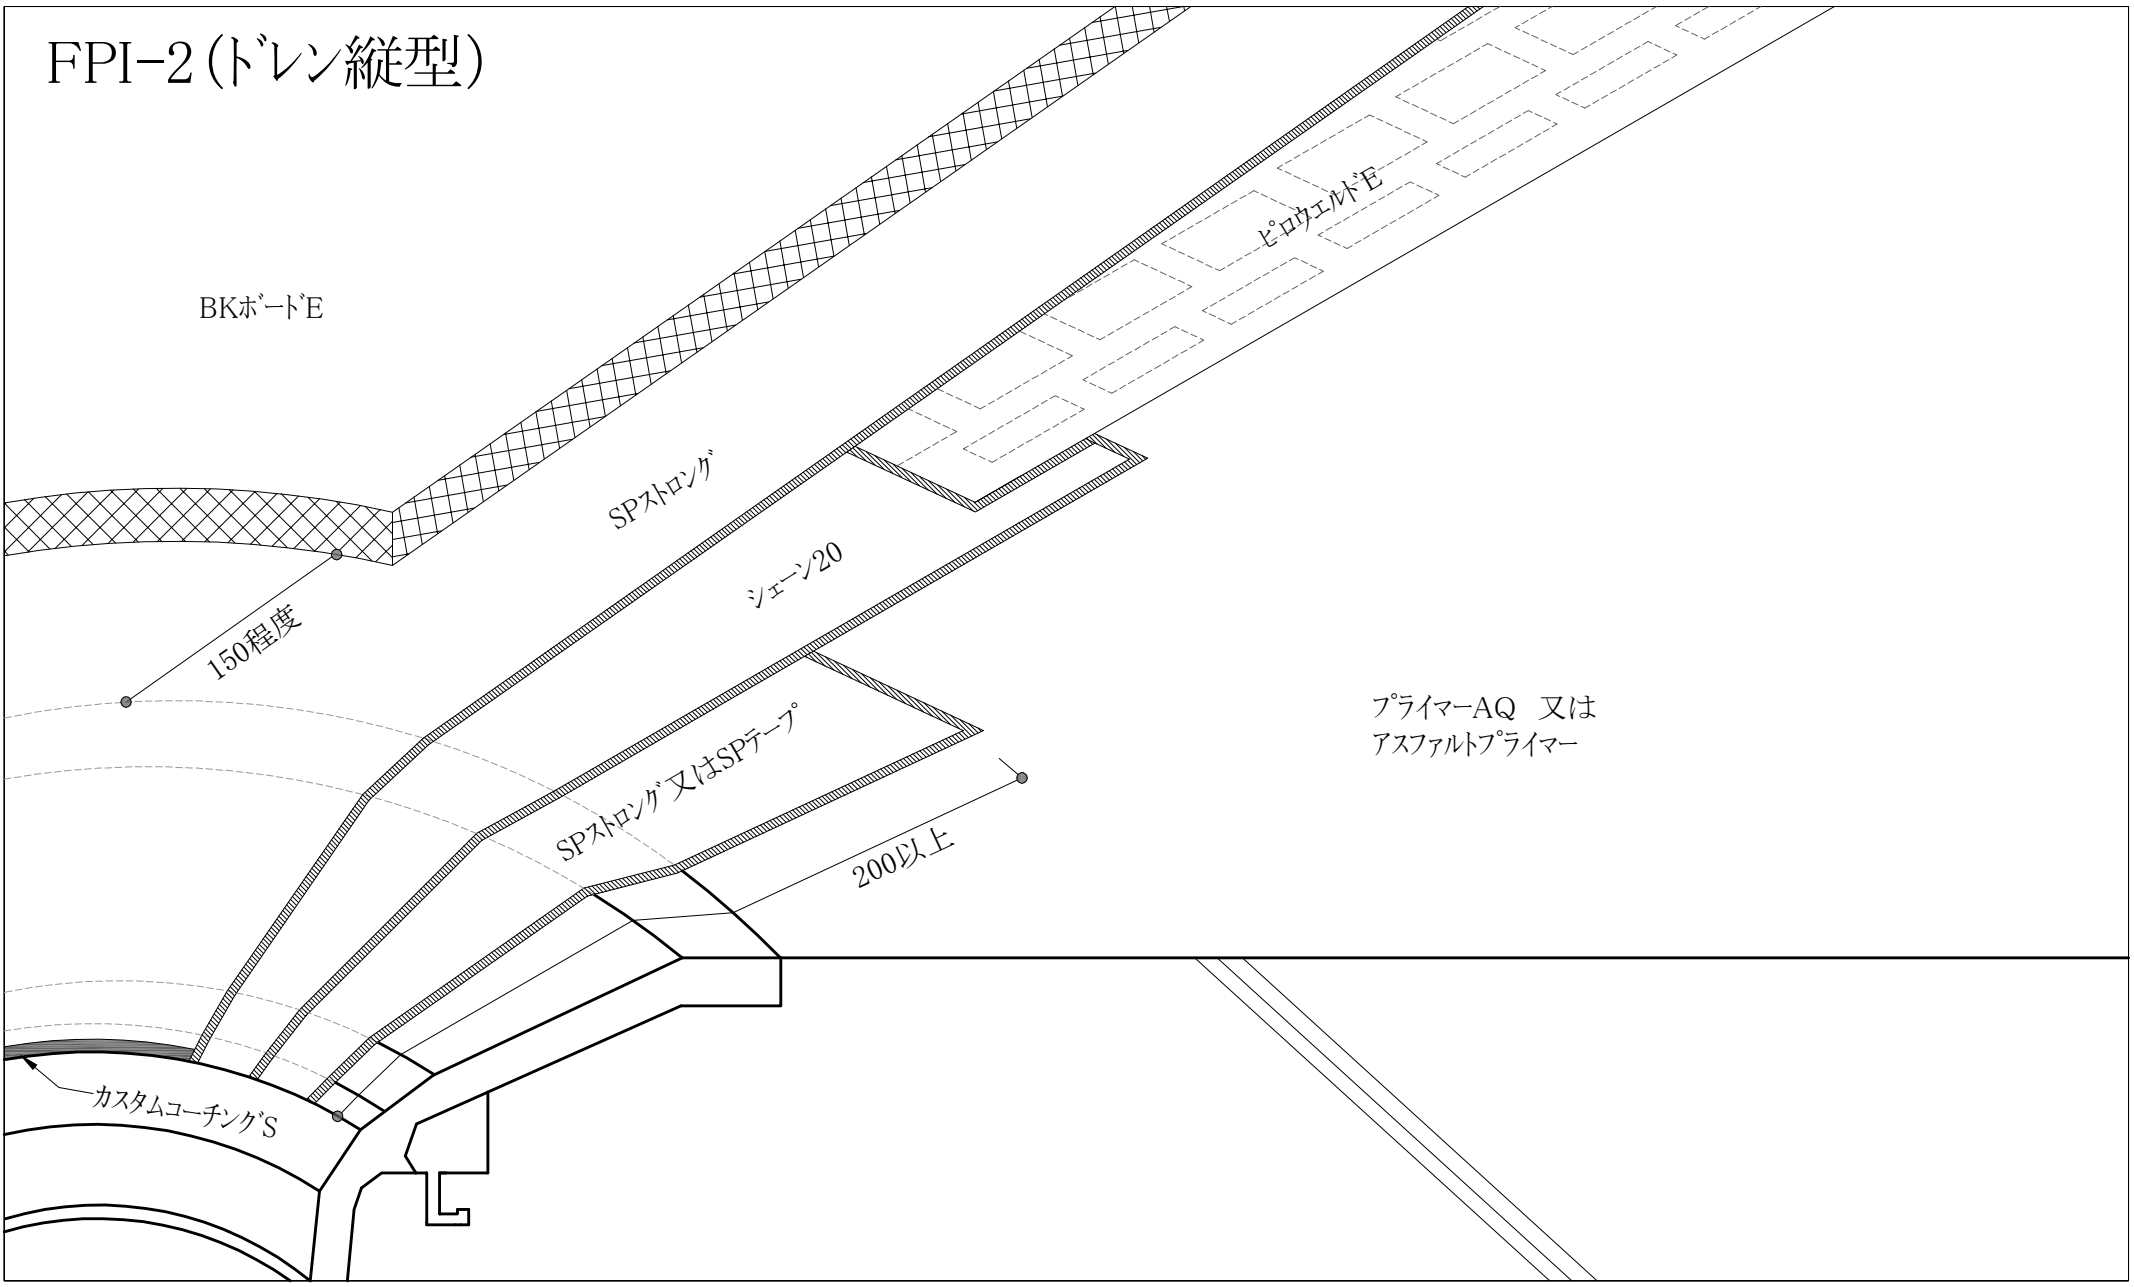 FPI-2(ドレン縦型)
BKボードE
ピロウェルドE
SPストロング
シェーン20
150程度
SPストロング又はSPテープ
200以上
プライマーAQ　又は
アスファルトプライマー
カスタムコーチングS